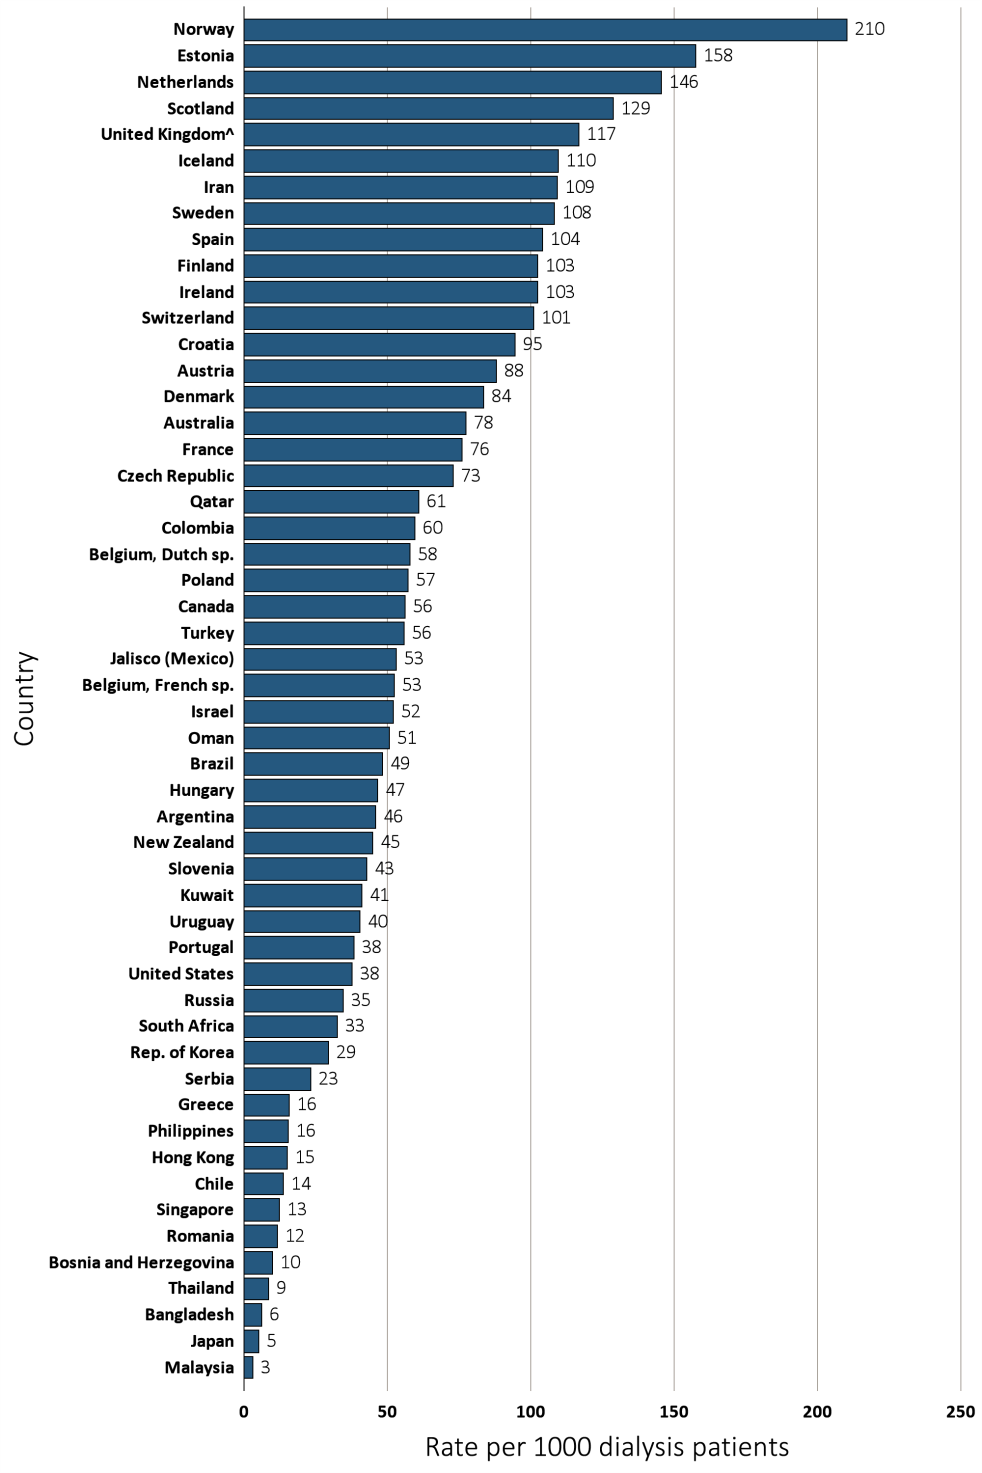 Norway 210
Estonia 158
Netherlands 146
Scotland 129
United Kingdom^ 117
Iceland 110
Iran 109
Sweden 108
Spain 104
Finland 103
Ireland 103
Switzerland 101
Croatia 95
Austria 88
Denmark 84
Australia 78
France 76
Czech Republic 73
Qatar 61
Colombia 60
Belgium, Dutch sp. 58
Poland 57
Canada 56
Turkey 56
Jalisco (Mexico) 53
Belgium, French sp. 53
Israel 52
Oman 51
Brazil 49
Hungary 47
Argentina 46
New Zealand 45
Slovenia 43
Kuwait 41
Uruguay 40
Portugal 38
United States 38
Russia 35
South Africa 33
Rep. of Korea 29
Serbia 23
Greece 16
Philippines 16
Hong Kong 15
Chile 14
Singapore 13
Romania 12
Bosnia and Herzegovina 10
Thailand 9
Bangladesh 6
Japan 5
Malaysia 3
Country
0 50 100 150 200 250
Rate per 1000 dialysis patients